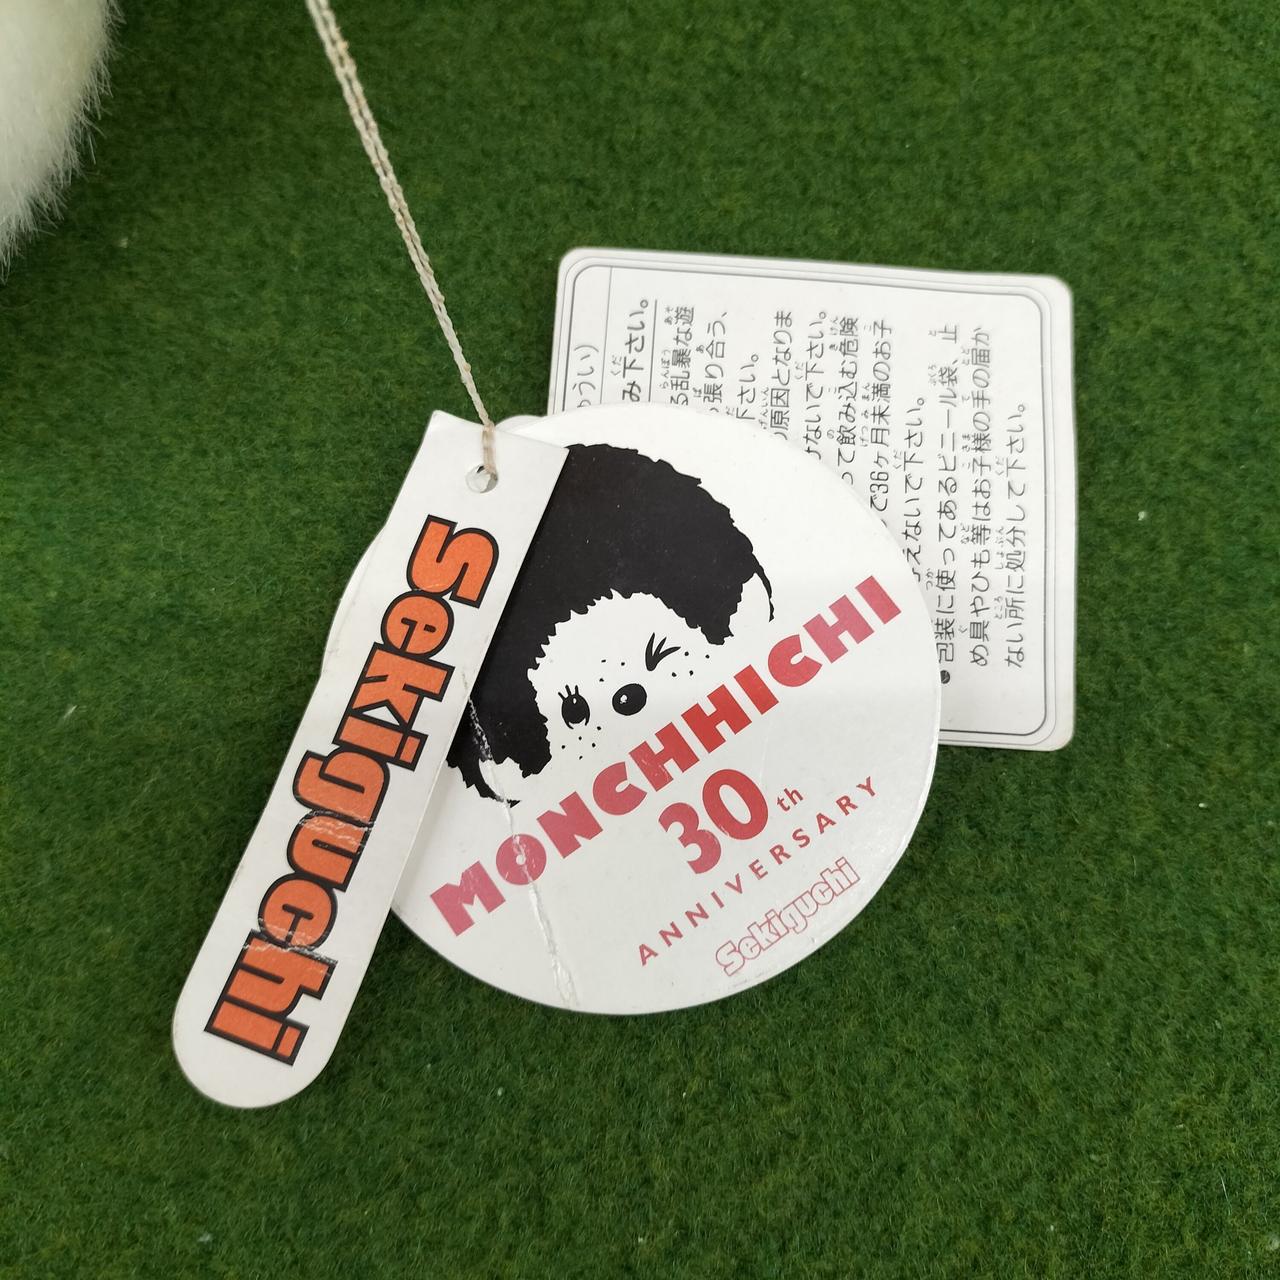 Sekiguchi
MONCHHICHI
30th
ANNIVERSARY
Sekiguchi
み下さい。
る乱暴な遊
張り合う、
下さい。
原因となりま
けないで下さい。
って飲み込む危険
で36ヶ月未満のお子
えないで下さい。
●包装に使ってあるビニール袋、止
め具やひも等はお子様の手の届か
ない所に処分して下さい。